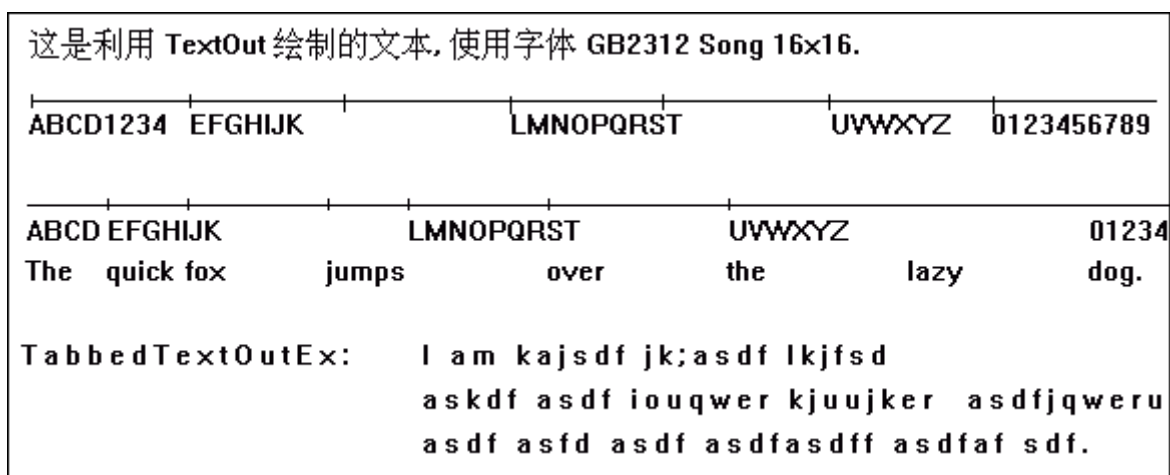 这是利用 TextOut 绘制的文本, 使用字体 GB2312 Song 16x16.
ABCD1234 EFGHIJK LMNOPQRST UVWXYZ 0123456789
ABCD EFGHIJK LMNOPQRST UVWXYZ 01234
The quick fox jumps over the lazy dog.
TabbedTextOutEx: I am kajsdf jk;asdf lkjfsd
askdf asdf iouqwer kjuujker asdfjqweru
asdf asfd asdf asdfasdff asdfaf sdf.